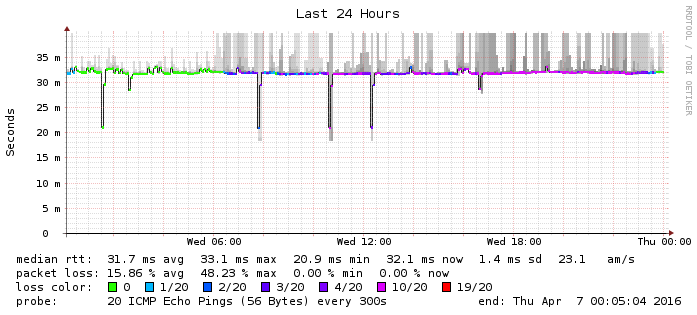 Last 24 Hours
RRDTOOL / TOBI OETIKER
Seconds
35 m
30 m
25 m
20 m
15 m
10 m
5 m
0
Wed 06:00 Wed 12:00 Wed 18:00 Thu 00:00
median rtt: 31.7 ms avg 33.1 ms max 20.9 ms min 32.1 ms now 1.4 ms sd 23.1 am/s
packet loss: 15.86 % avg 48.23 % max 0.00 % min 0.00 % now
loss color: 0 1/20 2/20 3/20 4/20 10/20 19/20
probe: 20 ICMP Echo Pings (56 Bytes) every 300s end: Thu Apr 7 00:05:04 2016